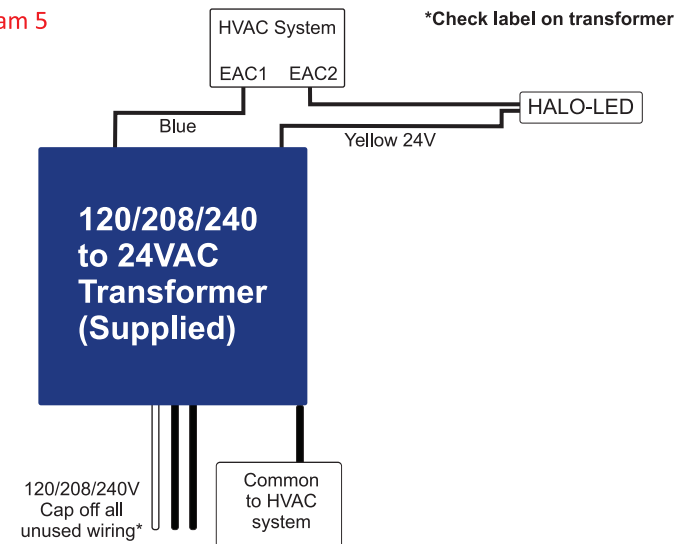 am 5
*Check label on transformer
HVAC System
EAC1 EAC2
HALO-LED
Blue
Yellow 24V
120/208/240
to 24VAC
Transformer
(Supplied)
120/208/240V
Cap off all
unused wiring*
Common
to HVAC
system